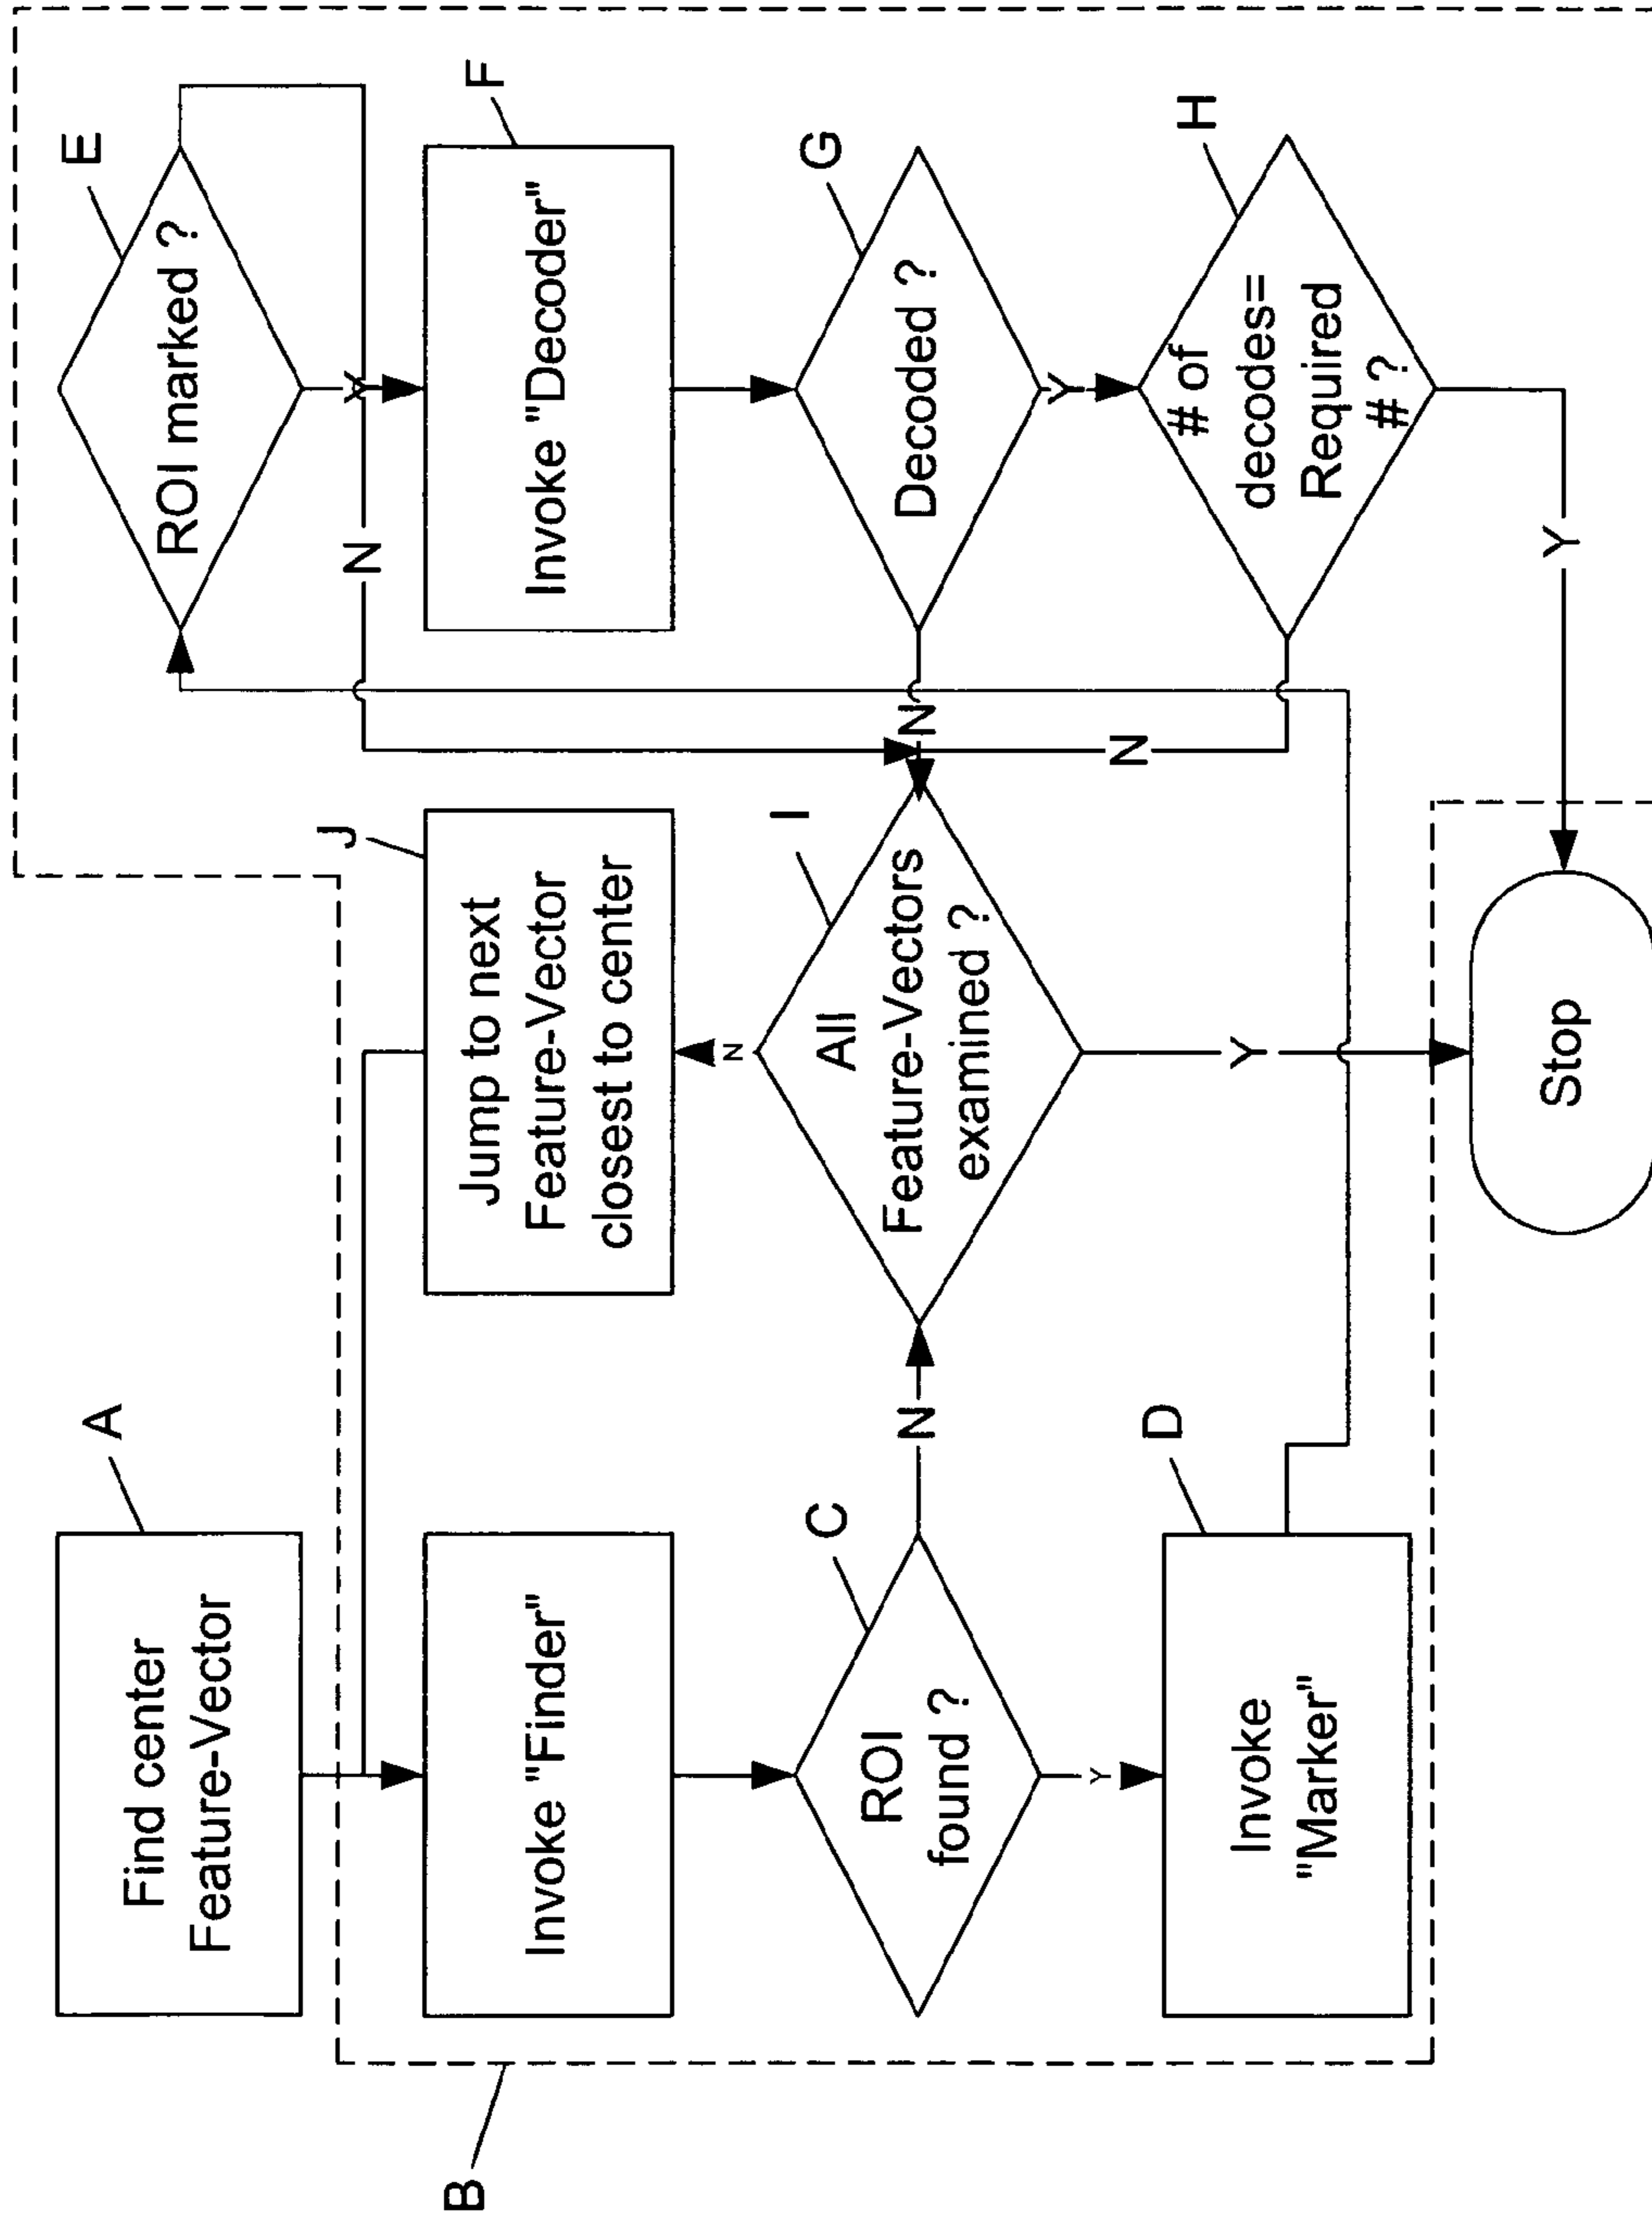 A
Find center
Feature-Vector
B
Invoke "Finder"
C
ROI
found ?
N
Y
D
Invoke
"Marker"
J
Jump to next
Feature-Vector
closest to center
N
I
All
Feature-Vectors
examined ?
Y
Stop
E
ROI marked ?
N
Y
F
Invoke "Decoder"
G
Decoded ?
N
Y
H
# of
decodes=
Required
# ?
N
Y